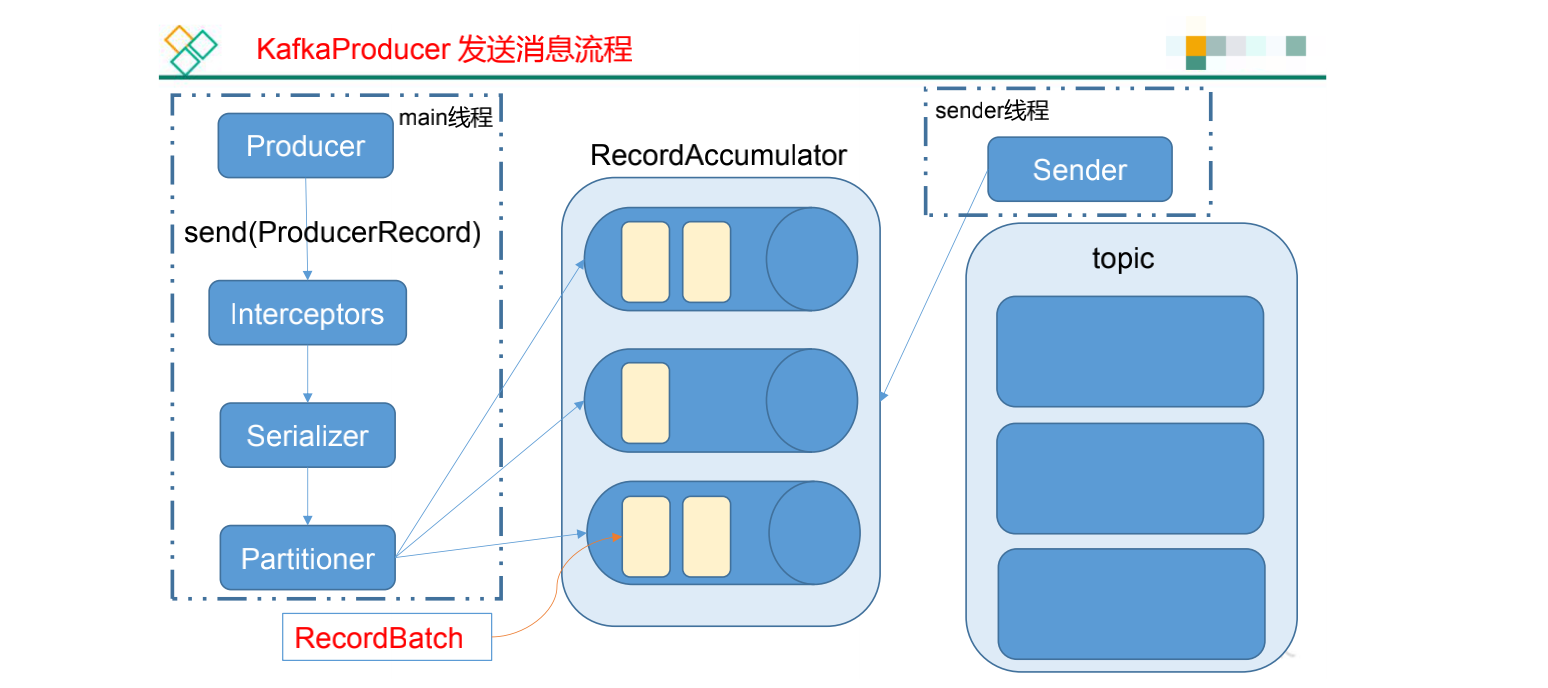 KafkaProducer 发送消息流程
main线程
Producer
send(ProducerRecord)
Interceptors
Serializer
Partitioner
RecordBatch
RecordAccumulator
sender线程
Sender
topic